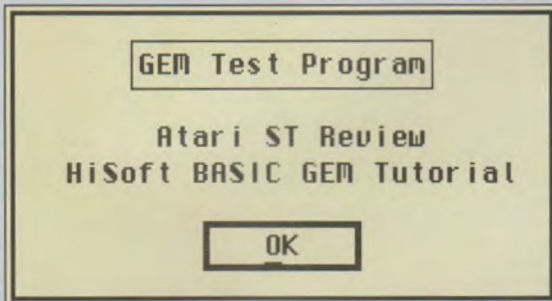 GEM Test Program
Atari ST Review
HiSoft BASIC GEM Tutorial
OK